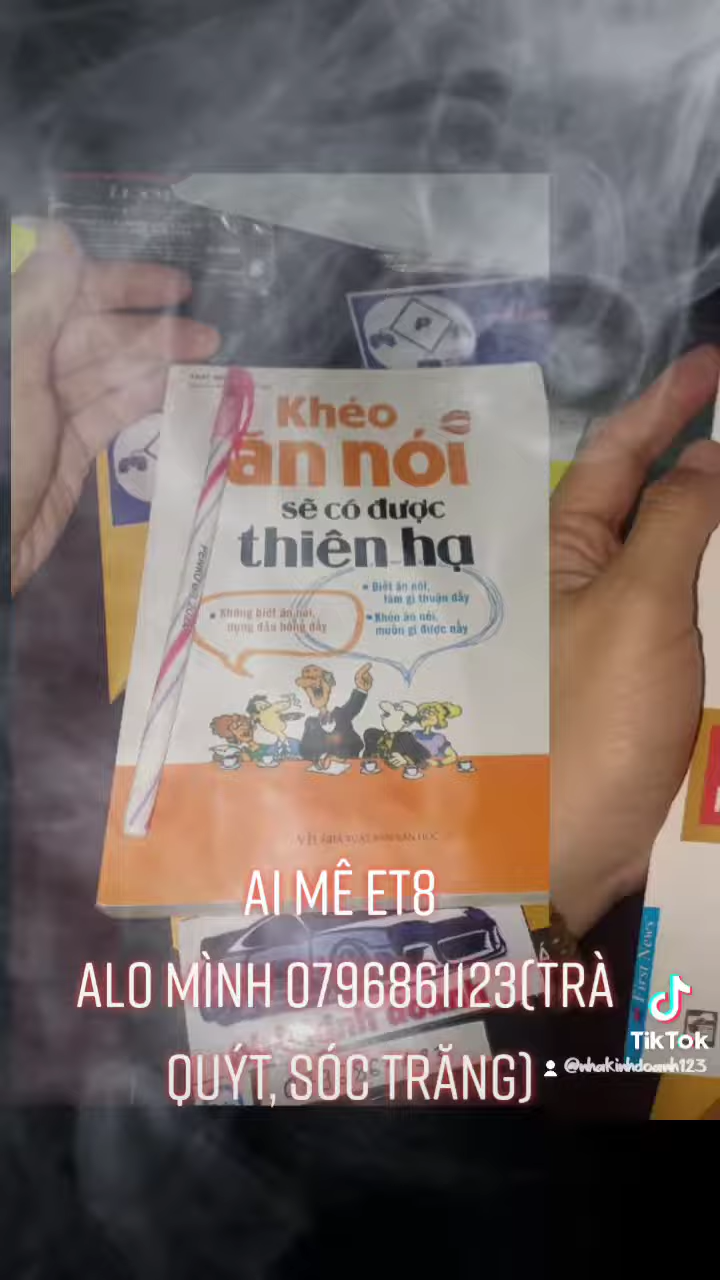 Khéo
ăn nói
sẽ có được
thiên hạ
• Biết ăn nói,
làm gì thuận đấy
• Không biết ăn nói,
đụng đâu hỏng đấy
• Khéo ăn nói,
muốn gì được nấy
AI MÊ ET8
ALO MÌNH 0796861123(TRÀ
QUÝT, SÓC TRĂNG)
First News
TikTok
@nhakinhdoanh123